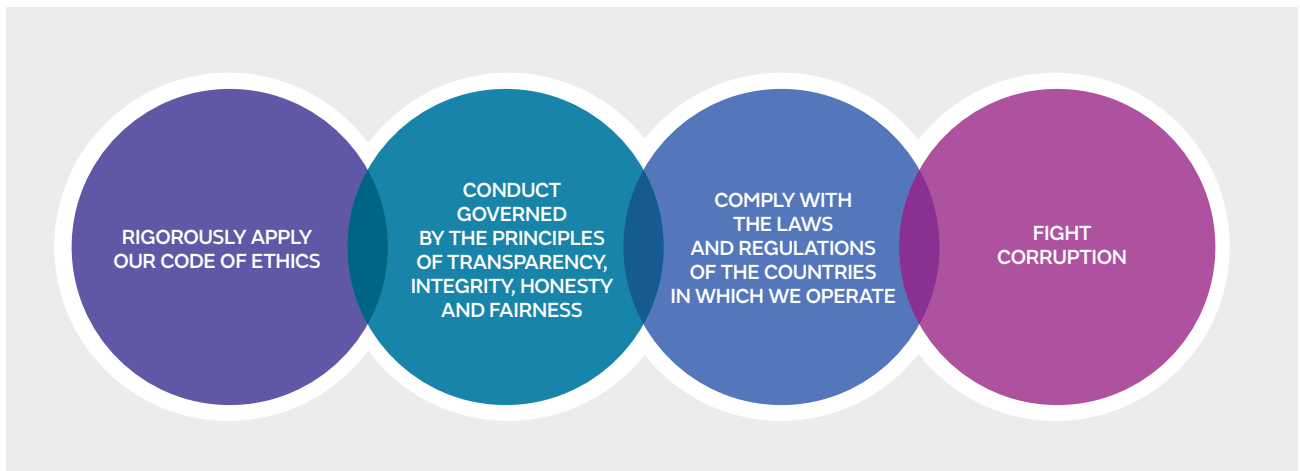 RIGOROUSLY APPLY
OUR CODE OF ETHICS
CONDUCT
GOVERNED
BY THE PRINCIPLES
OF TRANSPARENCY,
INTEGRITY, HONESTY
AND FAIRNESS
COMPLY WITH
THE LAWS
AND REGULATIONS
OF THE COUNTRIES
IN WHICH WE OPERATE
FIGHT
CORRUPTION